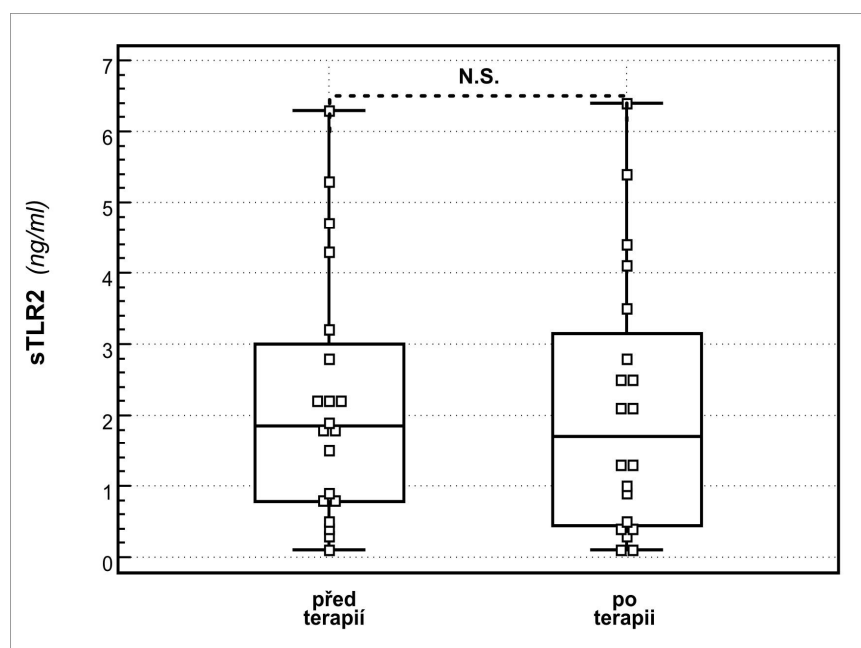 N.S.
7
6
5
4
3
2
1
0
sTLR2 (ng/ml)
před
terapií
po
terapii